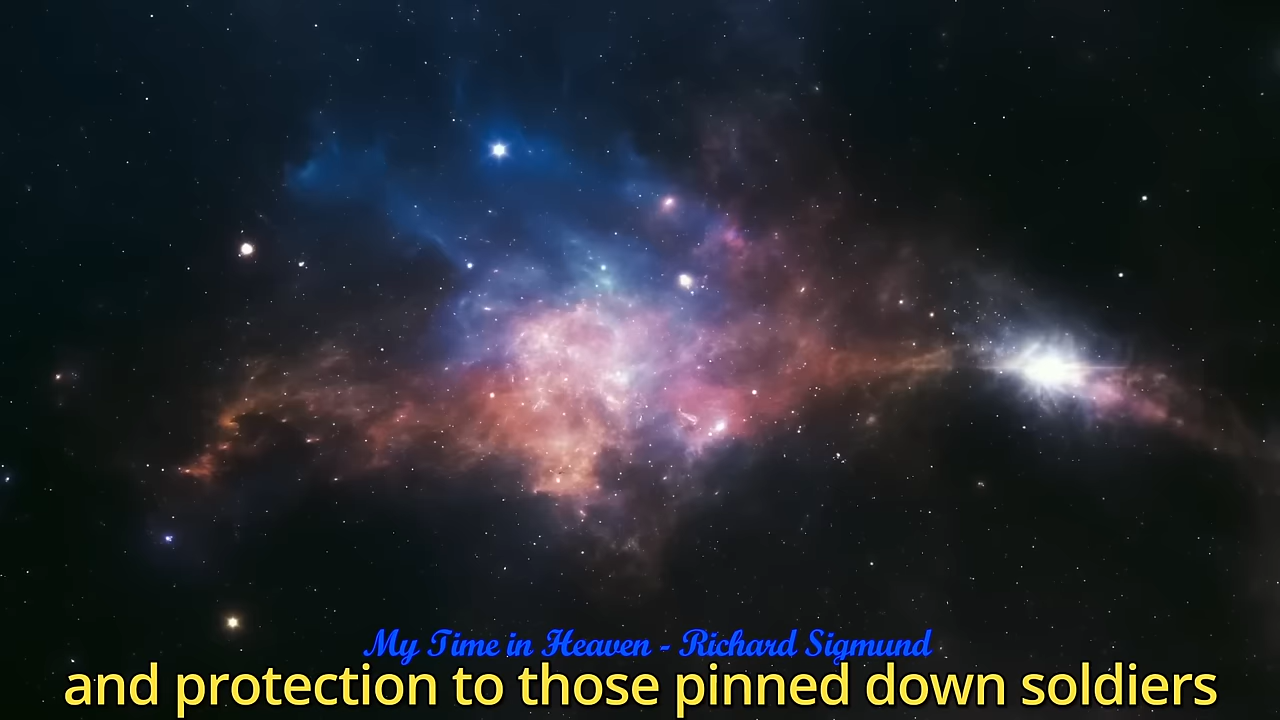 My Time in Heaven - Richard Sigmund
and protection to those pinned down soldiers